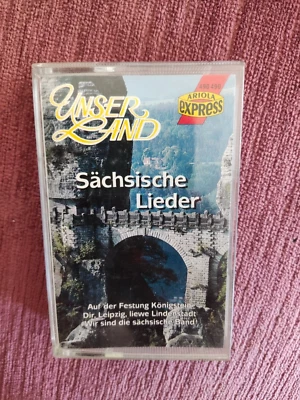 UNSER
LAND
ARIOLA
express
Sächsische
Lieder
Auf der Festung Königstein
Dir, Leipzig, liewe Lindenstadt
Wir sind die sächsische Band!